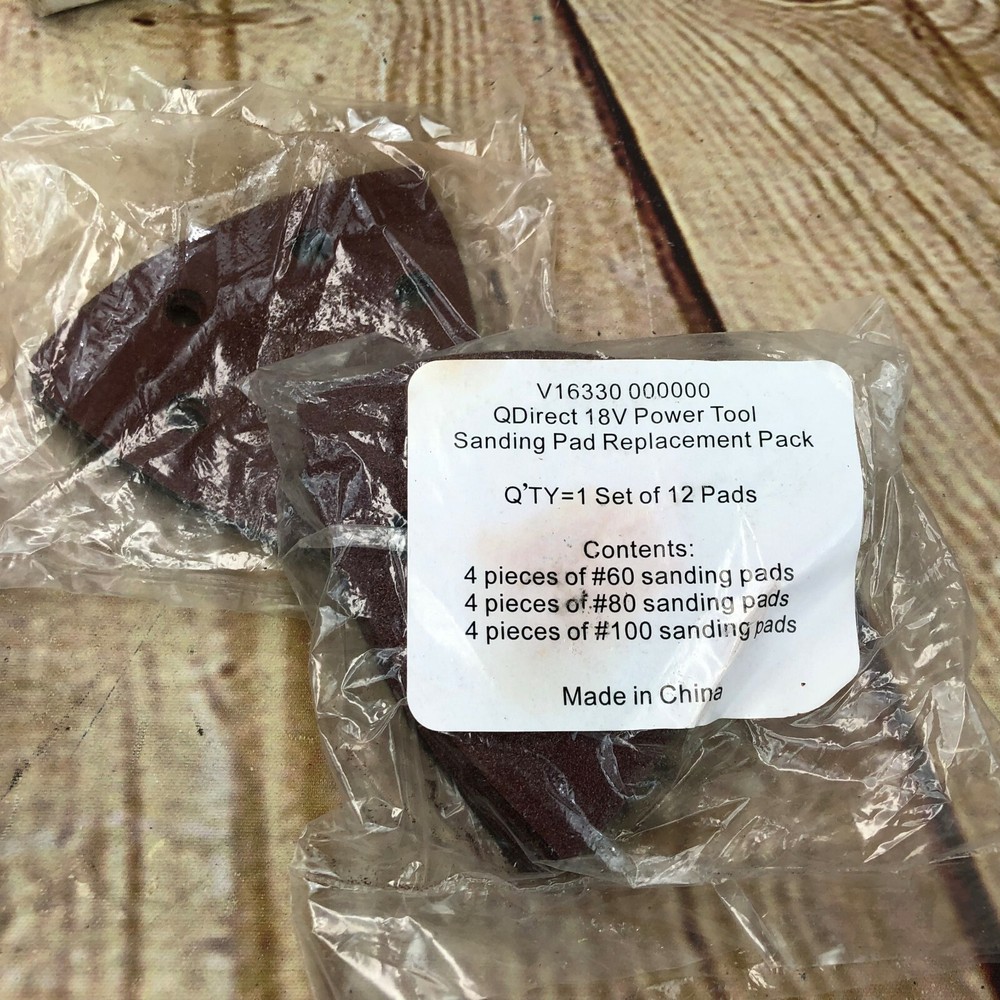 V16330 000000
QDirect 18V Power Tool
Sanding Pad Replacement Pack
Q'TY=1 Set of 12 Pads
Contents:
4 pieces of #60 sanding pads
4 pieces of #80 sanding pads
4 pieces of #100 sanding pads
Made in China